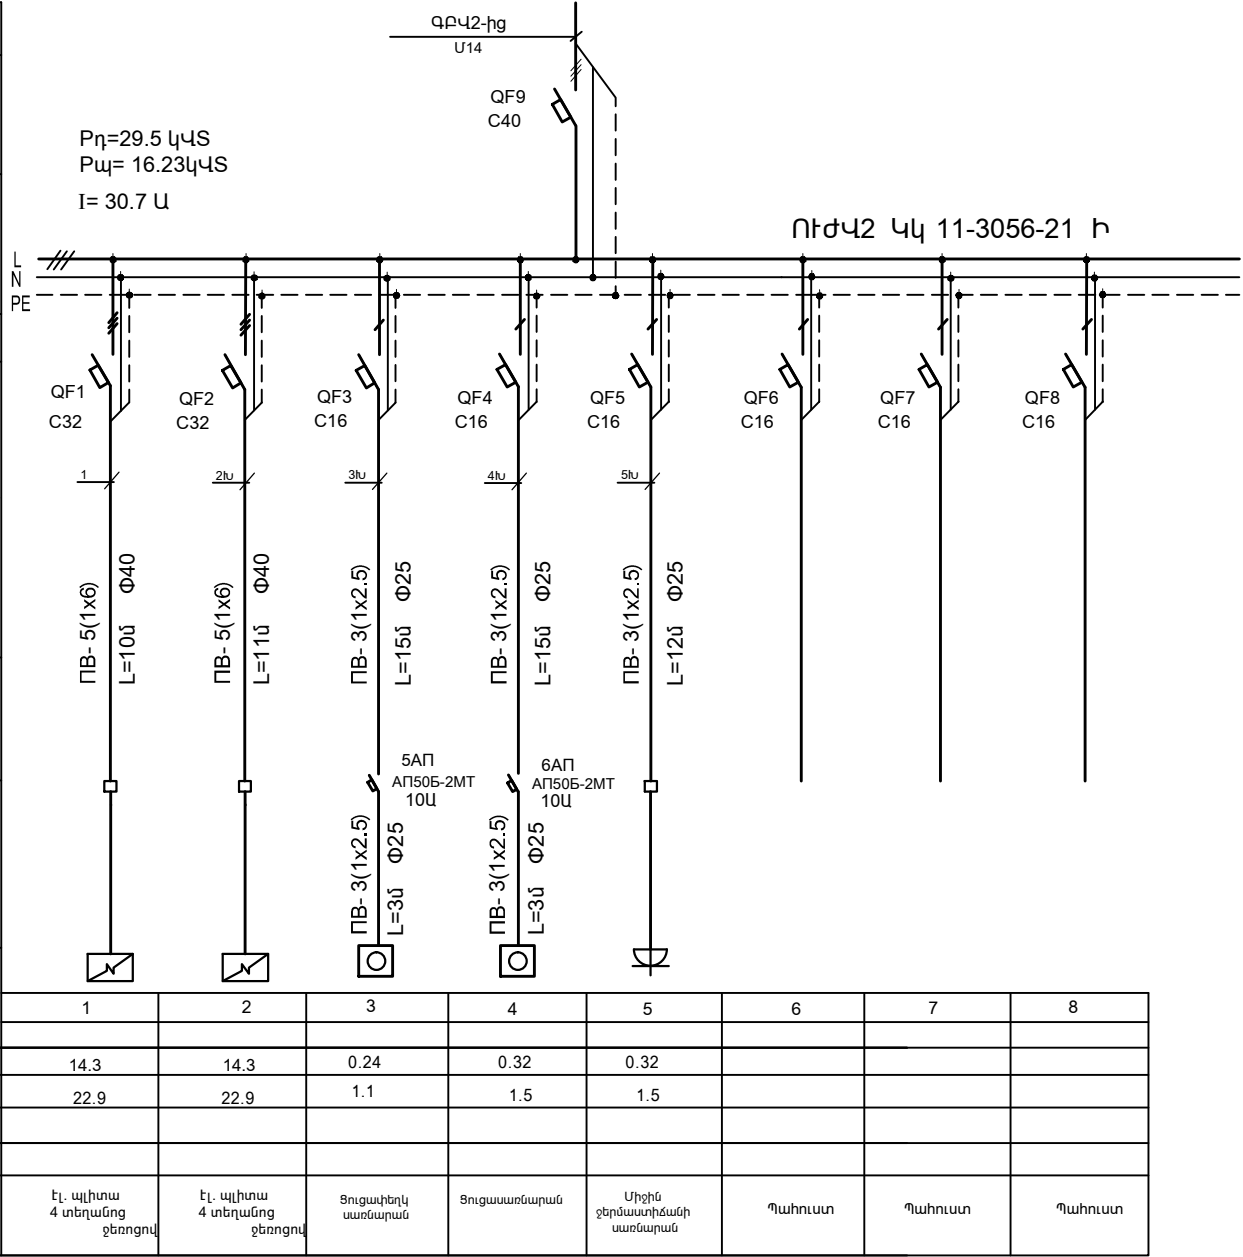 ԳԲՎ2-ից
Մ14
QF9
C40
Pդ=29.5 կՎՏ
Pպ= 16.23կՎՏ
I= 30.7 Ա
ՈՒԺՎ2 Կկ 11-3056-21 Ի
L
N
PE
QF1
C32
QF2
C32
QF3
C16
QF4
C16
QF5
C16
QF6
C16
QF7
C16
QF8
C16
1
2Խ
3Խ
4Խ
5Խ
ПВ- 5(1x6)
L=10մ Ф40
ПВ- 5(1x6)
L=11մ Ф40
ПВ- 3(1x2.5)
L=15մ Ф25
ПВ- 3(1x2.5)
L=15մ Ф25
ПВ- 3(1x2.5)
L=12մ Ф25
5АП
АП50Б-2МТ
10Ա
6АП
АП50Б-2МТ
10Ա
ПВ- 3(1x2.5)
L=3մ Ф25
ПВ- 3(1x2.5)
L=3մ Ф25
1 2 3 4 5 6 7 8
14.3 14.3 0.24 0.32 0.32
22.9 22.9 1.1 1.5 1.5
էլ. պլիտա
4 տեղանոց
ջեռոցով
էլ. պլիտա
4 տեղանոց
ջեռոցով
Ցուցափեղկ
սառնարան
Ցուցասառնարան
Միջին
ջերմաստիճանի
սառնարան
Պահուստ
Պահուստ
Պահուստ